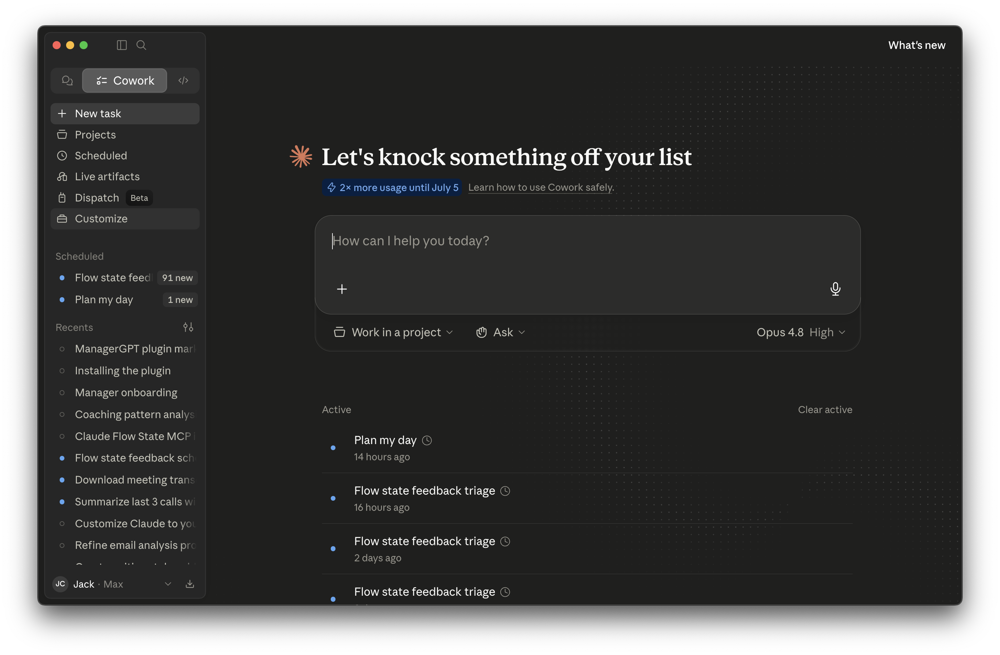 What's new
Cowork
New task
Projects
Scheduled
Live artifacts
Dispatch Beta
Customize
Scheduled
Flow state feed 91 new
Plan my day 1 new
Recents
ManagerGPT plugin mar
Installing the plugin
Manager onboarding
Coaching pattern analys
Claude Flow State MCP
Flow state feedback sch
Download meeting trans
Summarize last 3 calls wi
Customize Claude to you
Refine email analysis pro
JC Jack · Max
Let's knock something off your list
2× more usage until July 5 Learn how to use Cowork safely.
How can I help you today?
Work in a project Ask Opus 4.8 High
Active Clear active
Plan my day
14 hours ago
Flow state feedback triage
16 hours ago
Flow state feedback triage
2 days ago
Flow state feedback triage